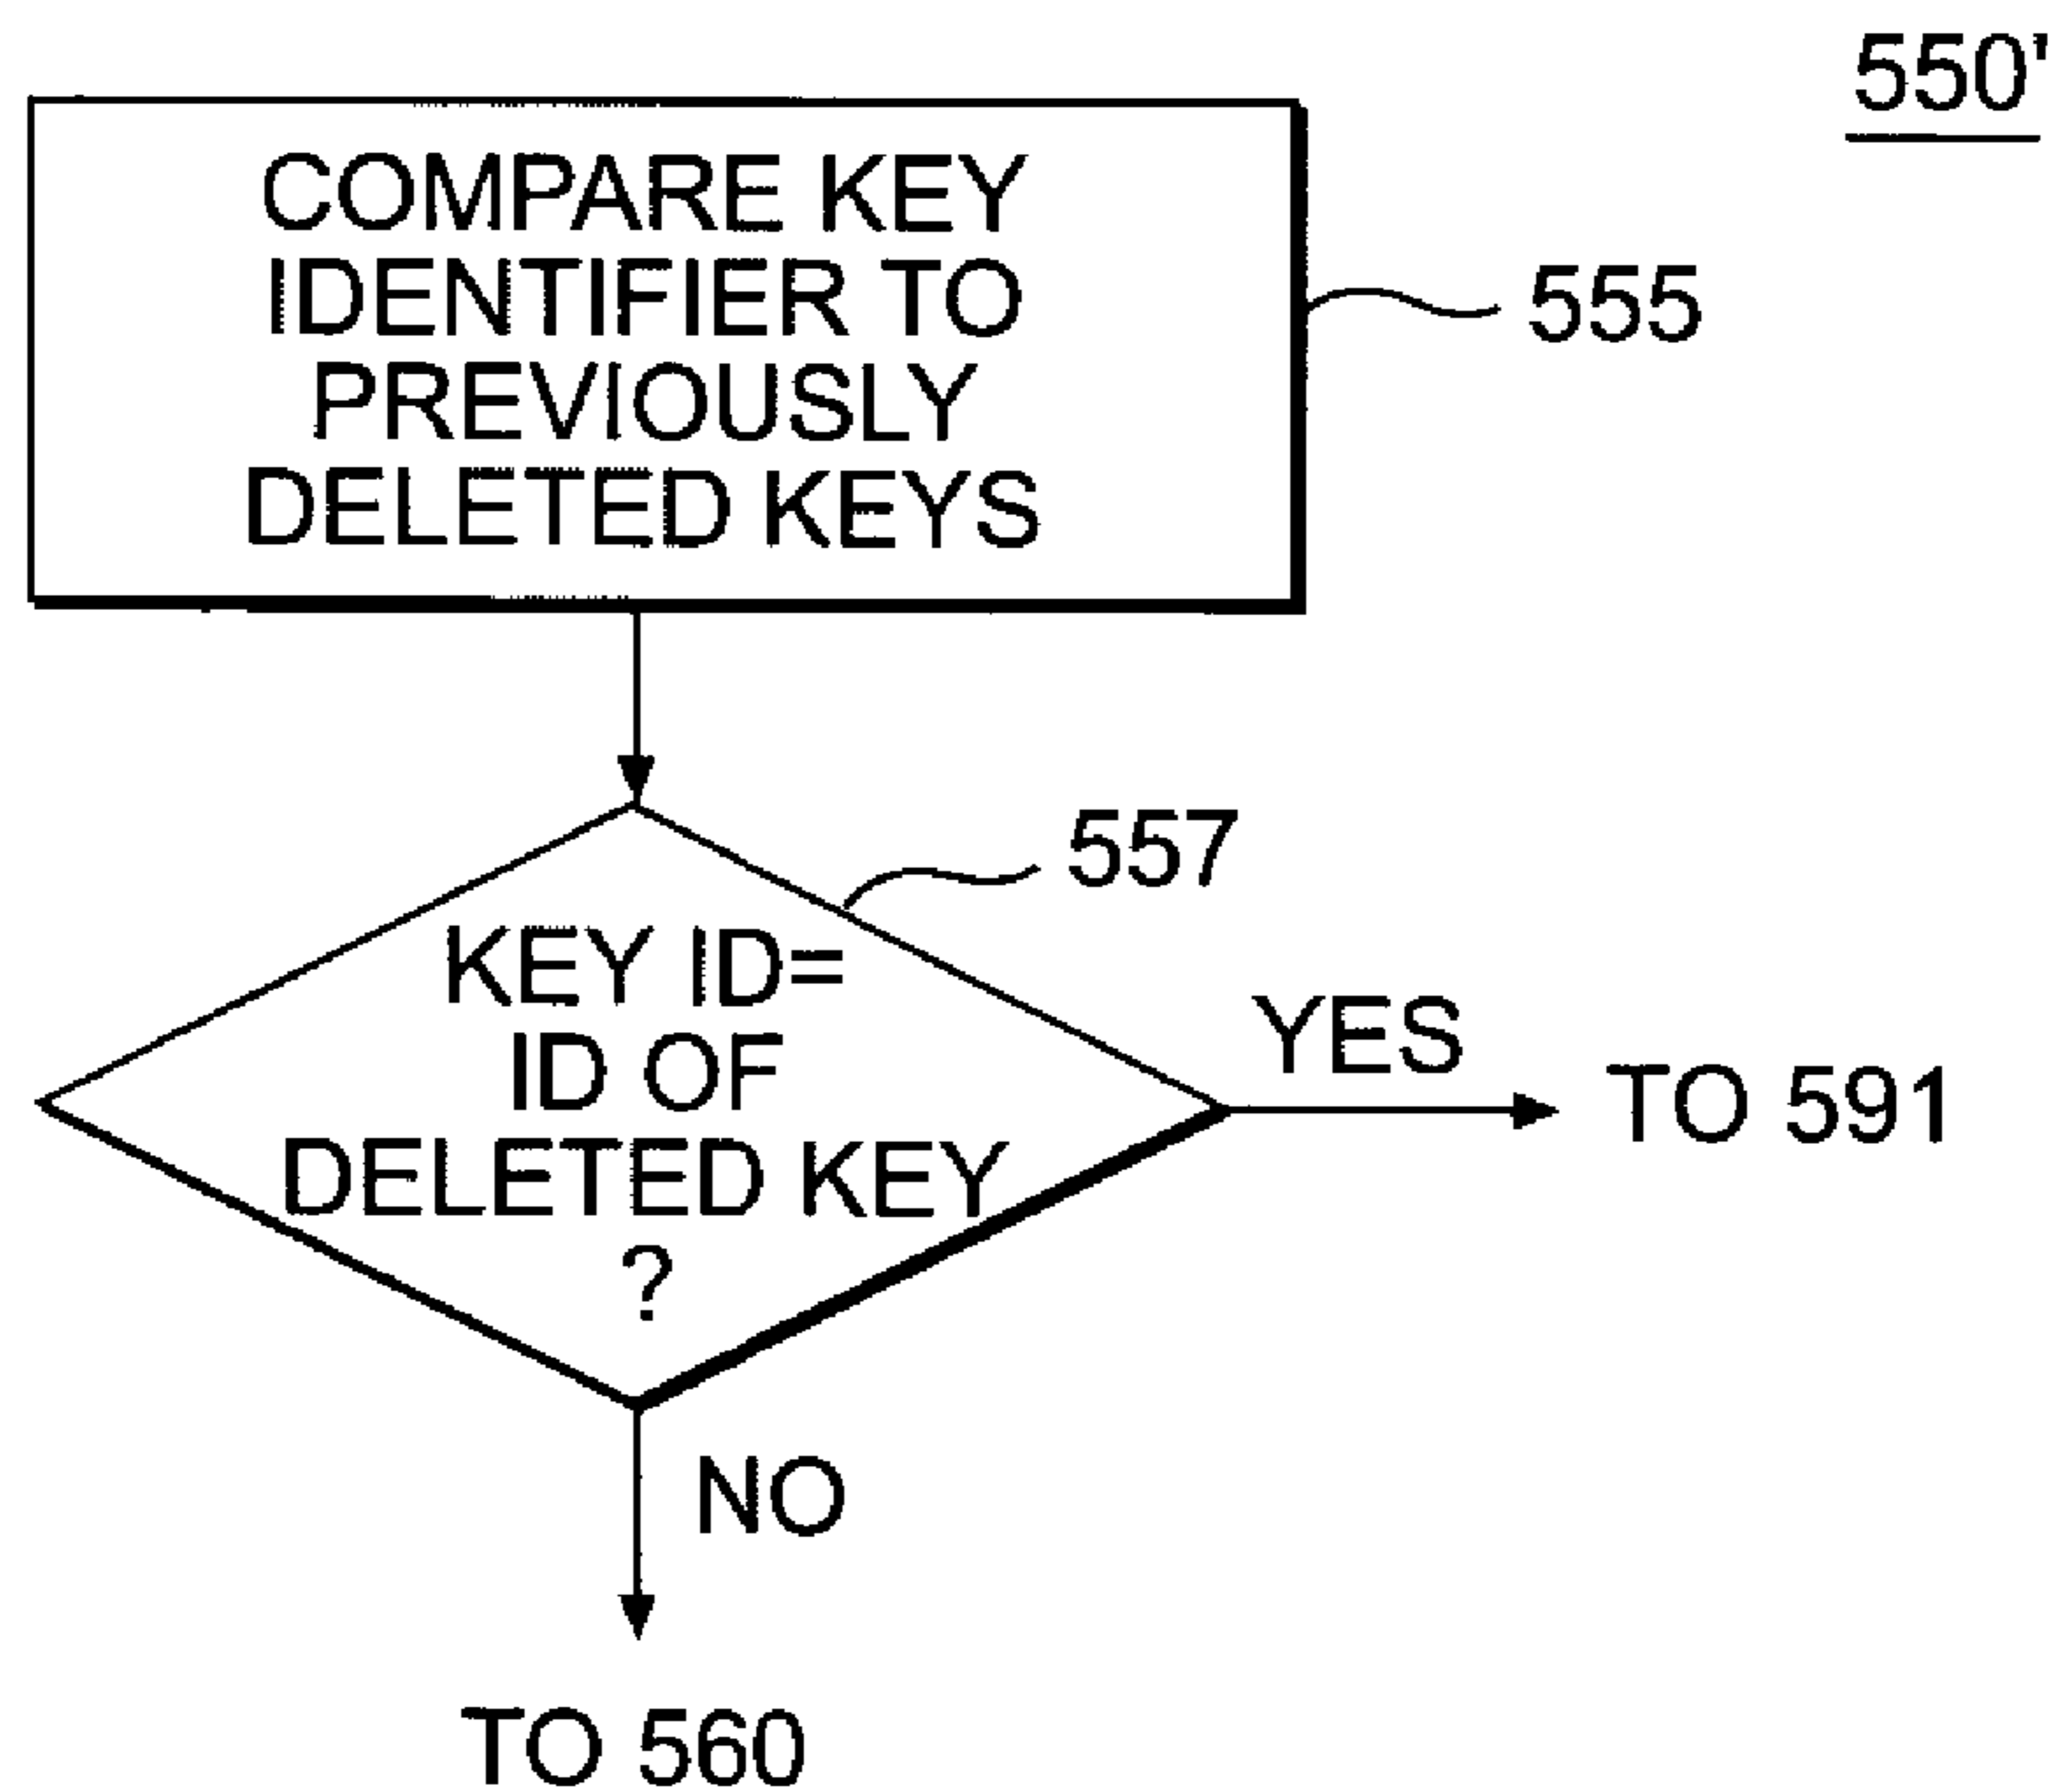 550'
COMPARE KEY
IDENTIFIER TO
PREVIOUSLY
DELETED KEYS
555
557
KEY ID=
ID OF
DELETED KEY
?
YES
TO 591
NO
TO 560